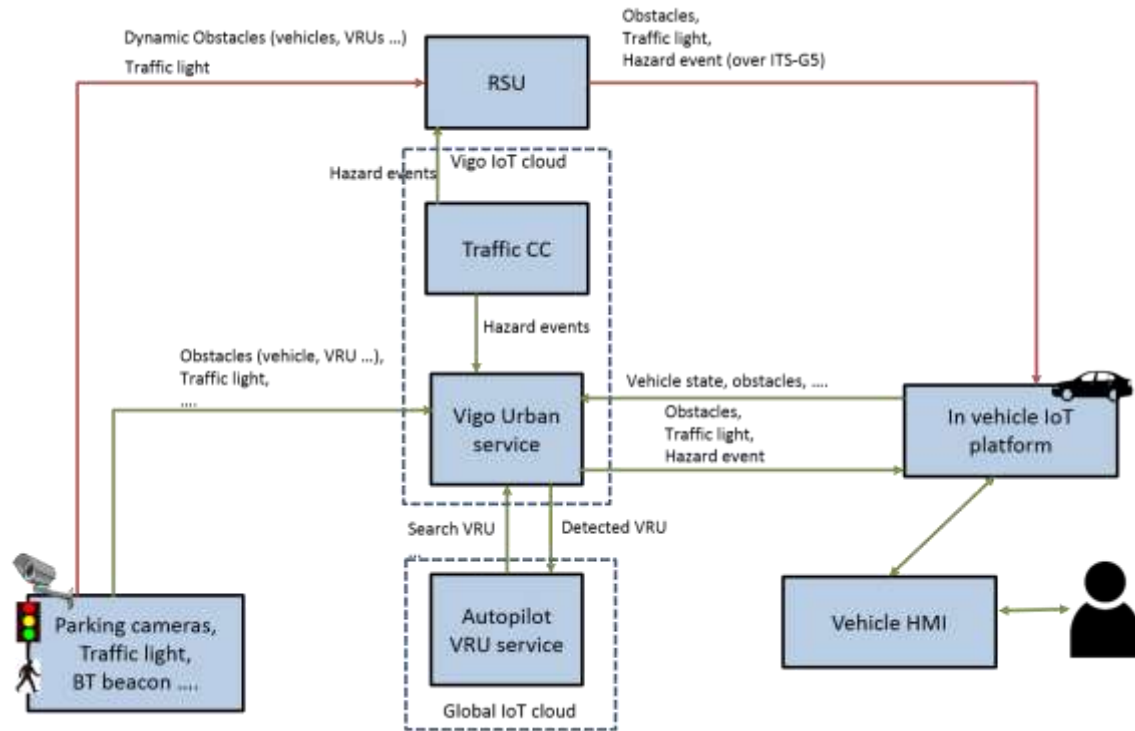 Dynamic Obstacles (vehicles, VRUs ...)
Traffic light
RSU
Obstacles,
Traffic light,
Hazard event (over ITS-G5)
Hazard events
Vigo IoT cloud
Traffic CC
Hazard events
Obstacles (vehicle, VRU ...),
Traffic light,
....
Vigo Urban
service
Vehicle state, obstacles, ....
Obstacles,
Traffic light,
Hazard event
In vehicle IoT
platform
Search VRU
...
Detected VRU
Autopilot
VRU service
Global IoT cloud
Parking cameras,
Traffic light,
BT beacon ....
Vehicle HMI